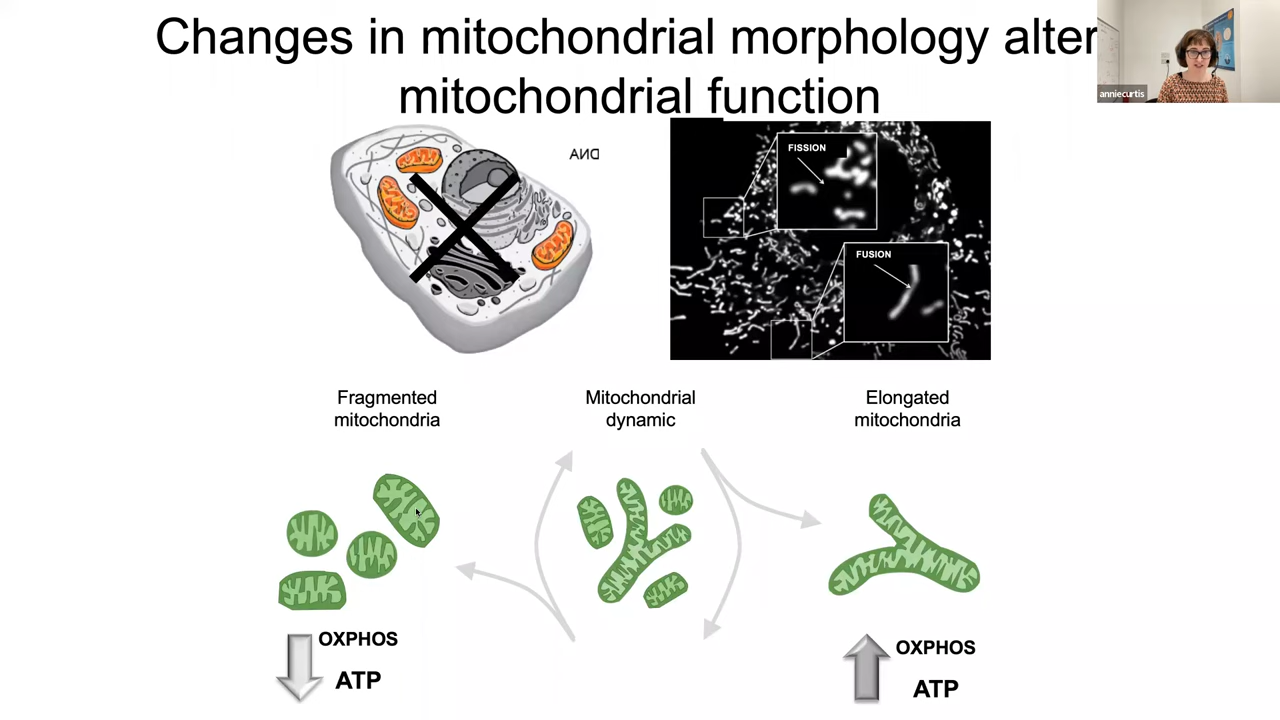 Changes in mitochondrial morphology alter
mitochondrial function
anniecurtis
DNA
FISSION
FUSION
Fragmented
mitochondria
Mitochondrial
dynamic
Elongated
mitochondria
OXPHOS
ATP
OXPHOS
ATP